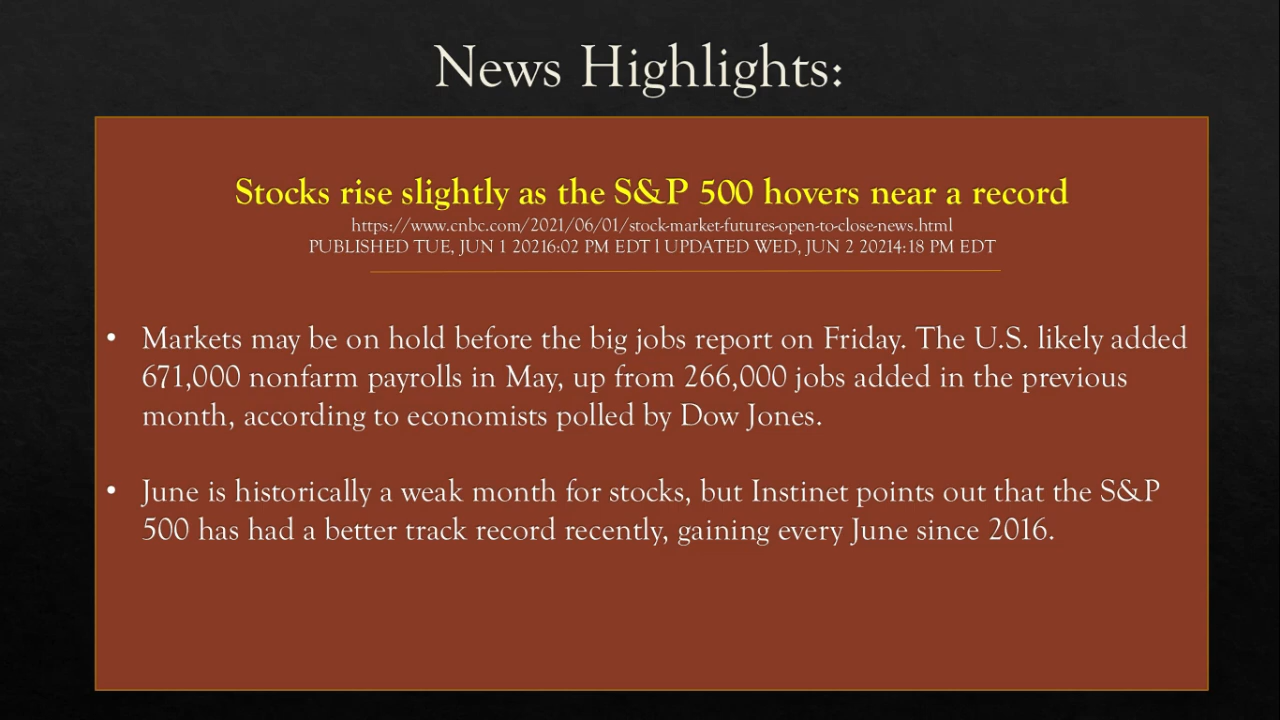 News Highlights:
Stocks rise slightly as the S&P 500 hovers near a record
https://www.cnbc.com/2021/06/01/stock-market-futures-open-to-close-news.html
PUBLISHED TUE, JUN 1 20216:02 PM EDT l UPDATED WED, JUN 2 20214:18 PM EDT
• Markets may be on hold before the big jobs report on Friday. The U.S. likely added
671,000 nonfarm payrolls in May, up from 266,000 jobs added in the previous
month, according to economists polled by Dow Jones.
• June is historically a weak month for stocks, but Instinet points out that the S&P
500 has had a better track record recently, gaining every June since 2016.